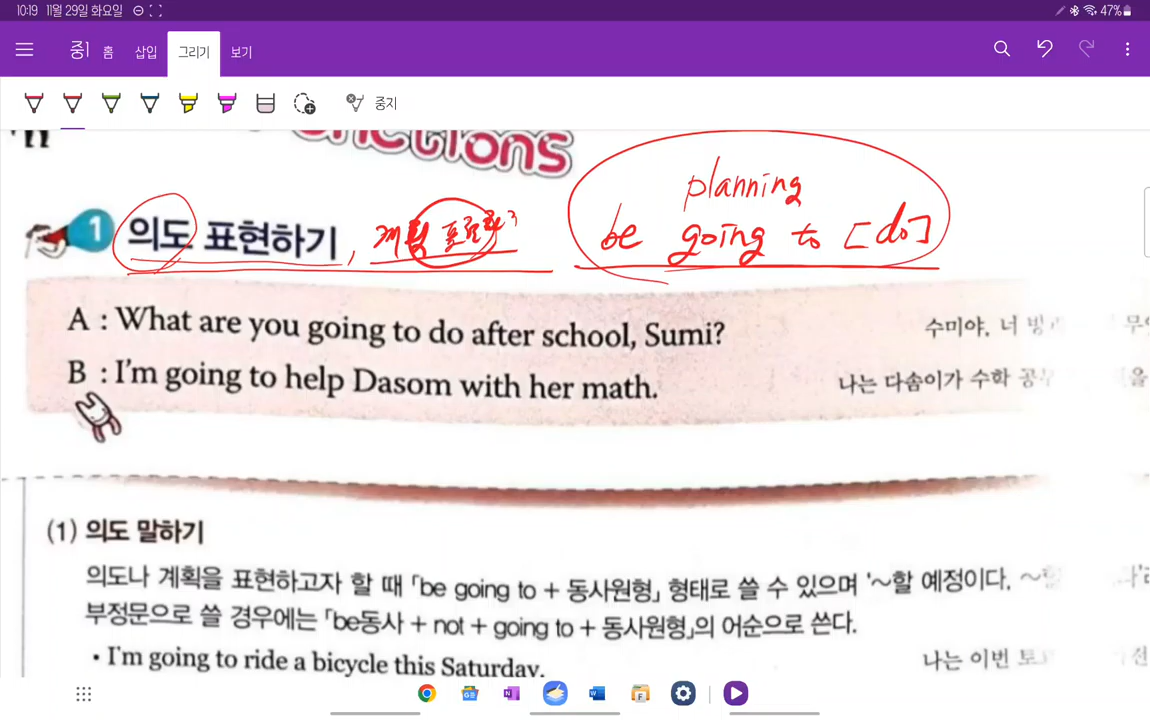 10:19 11월 29일 화요일
47%
중1 홈 삽입 그리기 보기
중지
nctions
planning
be going to [do]
1 의도 표현하기, 계획
A : What are you going to do after school, Sumi?
수미야, 너 방
B : I'm going to help Dasom with her math.
나는 다솜이가 수학 공부
(1) 의도 말하기
의도나 계획을 표현하고자 할 때 「be going to + 동사원형」 형태로 쓸 수 있으며 '~할 예정이다,
부정문으로 쓸 경우에는 「be동사 + not + going to + 동사원형」의 어순으로 쓴다.
• I'm going to ride a bicycle this Saturday.
나는 이번 토